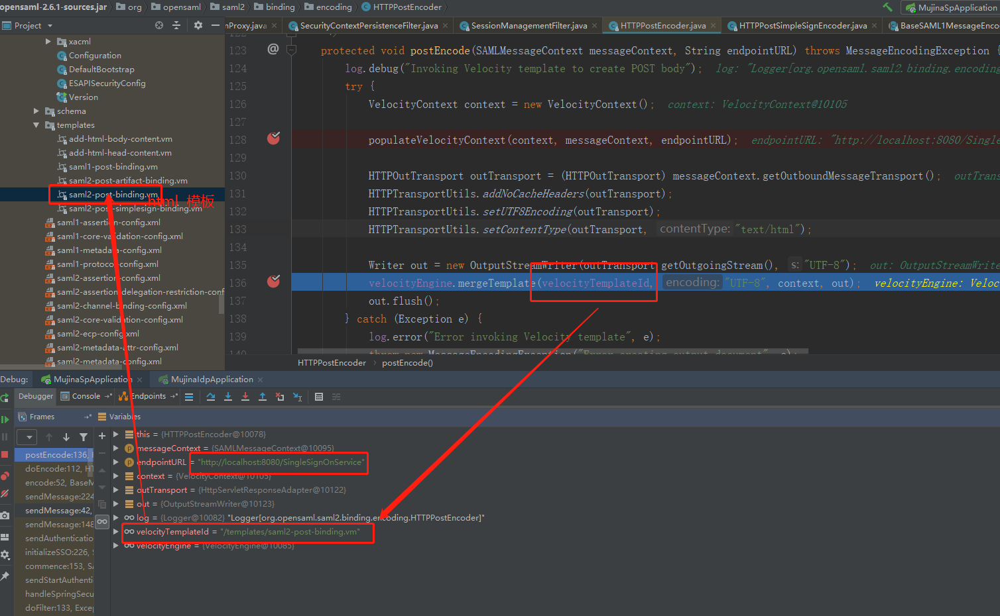 opensaml-2.6.1-sources.jar org opensaml saml2 binding encoding HTTPPostEncoder MujinaSpApplication
Project
nProxy.java SecurityContextPersistenceFilter.java SessionManagementFilter.java HTTPPostEncoder.java HTTPPostSimpleSignEncoder.java BaseSAML1MessageEnco
xacml
Configuration
DefaultBootstrap
ESAPISecurityConfig
Version
schema
templates
add-html-body-content.vm
add-html-head-content.vm
saml1-post-binding.vm
saml2-post-artifact-binding.vm
saml2-post-binding.vm
html 模板
saml2-post-simplesign-binding.vm
saml1-assertion-config.xml
saml1-core-validation-config.xml
saml1-metadata-config.xml
saml1-protocol-config.xml
saml2-assertion-config.xml
saml2-assertion-delegation-restriction-conf
saml2-channel-binding-config.xml
saml2-core-validation-config.xml
saml2-ecp-config.xml
saml2-metadata-attr-config.xml
saml2-metadata-config.xml
123 @ protected void postEncode(SAMLMessageContext messageContext, String endpointURL) throws MessageEncodingException {
124 log.debug("Invoking Velocity template to create POST body"); log: "Logger[org.opensaml.saml2.binding.encoding
125 try {
126 VelocityContext context = new VelocityContext(); context: VelocityContext@10105
127
128 populateVelocityContext(context, messageContext, endpointURL); endpointURL: "http://localhost:8080/Single
129
130 HTTPOutTransport outTransport = (HTTPOutTransport) messageContext.getOutboundMessageTransport(); outTrans
131 HTTPTransportUtils.addNoCacheHeaders(outTransport);
132 HTTPTransportUtils.setUTF8Encoding(outTransport);
133 HTTPTransportUtils.setContentType(outTransport, contentType: "text/html");
134
135 Writer out = new OutputStreamWriter(outTransport.getOutgoingStream(), s: "UTF-8"); out: OutputStreamWrite
136 velocityEngine.mergeTemplate(velocityTemplateId, encoding: "UTF-8", context, out); velocityEngine: Veloc
137 out.flush();
138 } catch (Exception e) {
139 log.error("Error invoking Velocity template", e);
140 throw new MessageEncodingException("Error creating output document", e);
HTTPPostEncoder postEncode()
Debug: MujinaSpApplication MujinaIdpApplication
Debugger Console Endpoints
Frames Variables
postEncode:136, H
doEncode:112, HT
encode:52, BaseM
sendMessage:224
sendMessage:42,
sendMessage:148
sendAuthenticatio
initializeSSO:226, S
commence:153, SA
sendStartAuthenti
handleSpringSecu
doFilter:133, Exce
this = {HTTPPostEncoder@10078}
messageContext = {SAMLMessageContext@10095}
endpointURL = "http://localhost:8080/SingleSignOnService"
context = {VelocityContext@10105}
outTransport = {HttpServletResponseAdapter@10122}
out = {OutputStreamWriter@10123}
log = {Logger@10082} "Logger[org.opensaml.saml2.binding.encoding.HTTPPostEncoder]"
velocityTemplateId = "/templates/saml2-post-binding.vm"
velocityEngine = {VelocityEngine@10085}